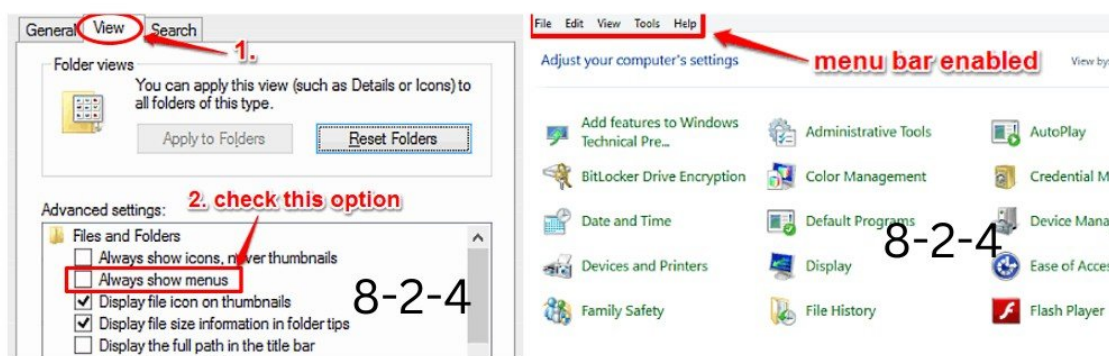 General View Search
1.
Folder views
You can apply this view (such as Details or Icons) to
all folders of this type.
Apply to Folders Reset Folders
Advanced settings:
2. check this option
Files and Folders
Always show icons, never thumbnails
Always show menus
Display file icon on thumbnails
Display file size information in folder tips
Display the full path in the title bar
8-2-4
File Edit View Tools Help
menu bar enabled
Adjust your computer's settings
View by
Add features to Windows
Technical Pre...
Administrative Tools
AutoPlay
BitLocker Drive Encryption
Color Management
Credential M
Date and Time
Default Programs
Device Mana
8-2-4
Devices and Printers
Display
Ease of Acces
Family Safety
File History
Flash Player